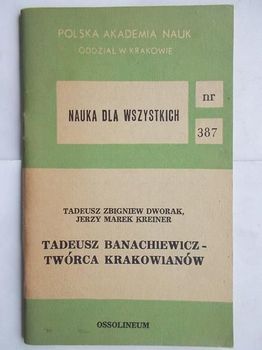 POLSKA AKADEMIA NAUK
ODDZIAŁ W KRAKOWIE
NAUKA DLA WSZYSTKICH
nr
387
TADEUSZ ZBIGNIEW DWORAK,
JERZY MAREK KREINER
TADEUSZ BANACHIEWICZ -
TWÓRCA KRAKOWIANÓW
OSSOLINEUM